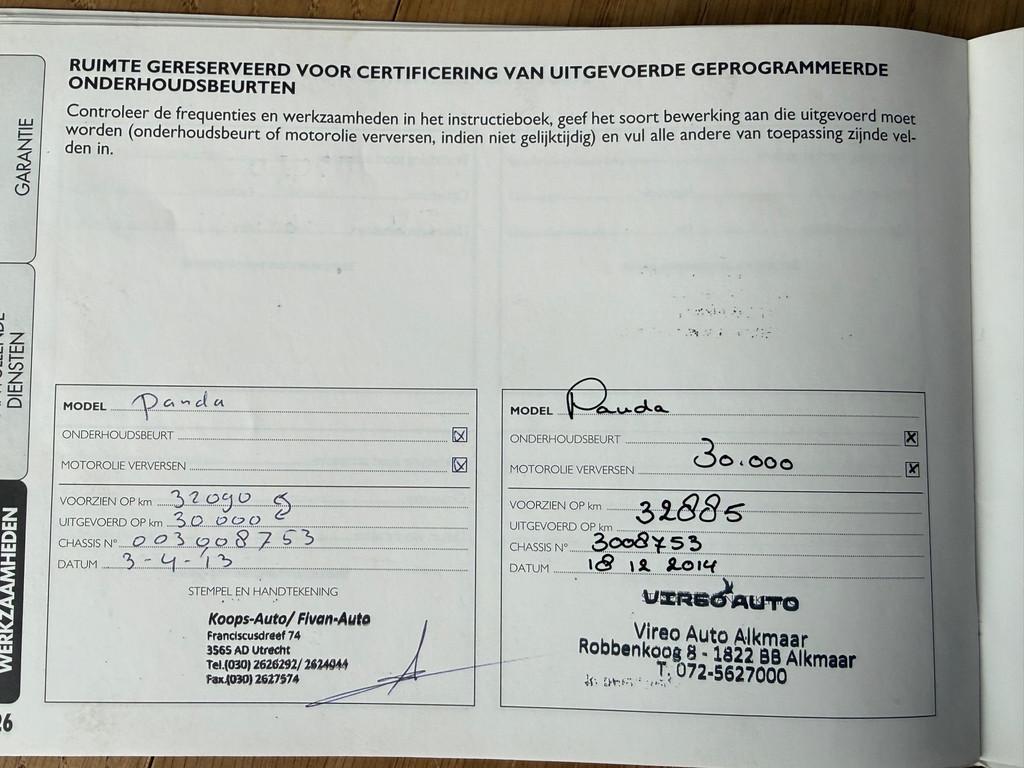 RUIMTE GERESERVEERD VOOR CERTIFICERING VAN UITGEVOERDE GEPROGRAMMEERDE
ONDERHOUDSBEURTEN
Controleer de frequenties en werkzaamheden in het instructieboek, geef het soort bewerking aan die uitgevoerd moet
worden (onderhoudsbeurt of motorolie verversen, indien niet gelijktijdig) en vul alle andere van toepassing zijnde vel-
den in.
GARANTIE
DIENSTEN
WERKZAAMHEDEN
26
MODEL Panda
ONDERHOUDSBEURT
MOTOROLIE VERVERSEN
VOORZIEN OP km 32090
UITGEVOERD OP km 30.000
CHASSIS N° 003008753
DATUM 3-4-'13
STEMPEL EN HANDTEKENING
Koops-Auto/ Fivan-Auto
Franciscusdreef 74
3565 AD Utrecht
Tel.(030) 2626292/ 2624044
Fax.(030) 2627574
MODEL Panda
ONDERHOUDSBEURT
MOTOROLIE VERVERSEN 30.000
VOORZIEN OP km 32885
UITGEVOERD OP km
CHASSIS N° 3008753
DATUM 18 12 2014
VIREO AUTO
Vireo Auto Alkmaar
Robbenkoog 8 - 1822 BB Alkmaar
T. 072-5627000